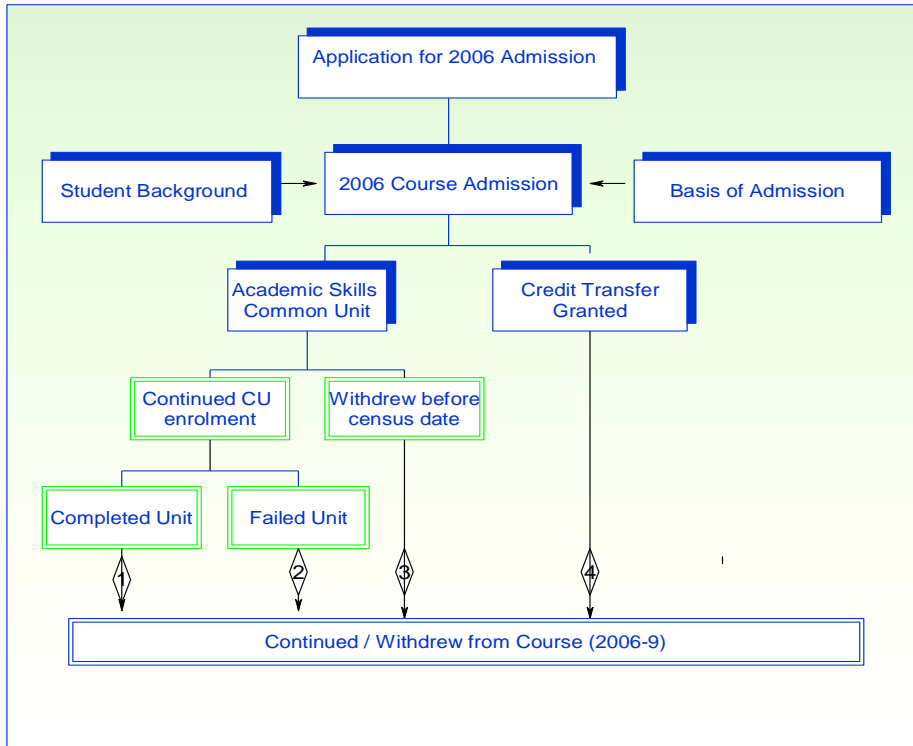 Application for 2006 Admission
Student Background
2006 Course Admission
Basis of Admission
Academic Skills
Common Unit
Credit Transfer
Granted
Continued CU
enrolment
Withdrew before
census date
Completed Unit
Failed Unit
1
2
3
4
Continued / Withdrew from Course (2006-9)